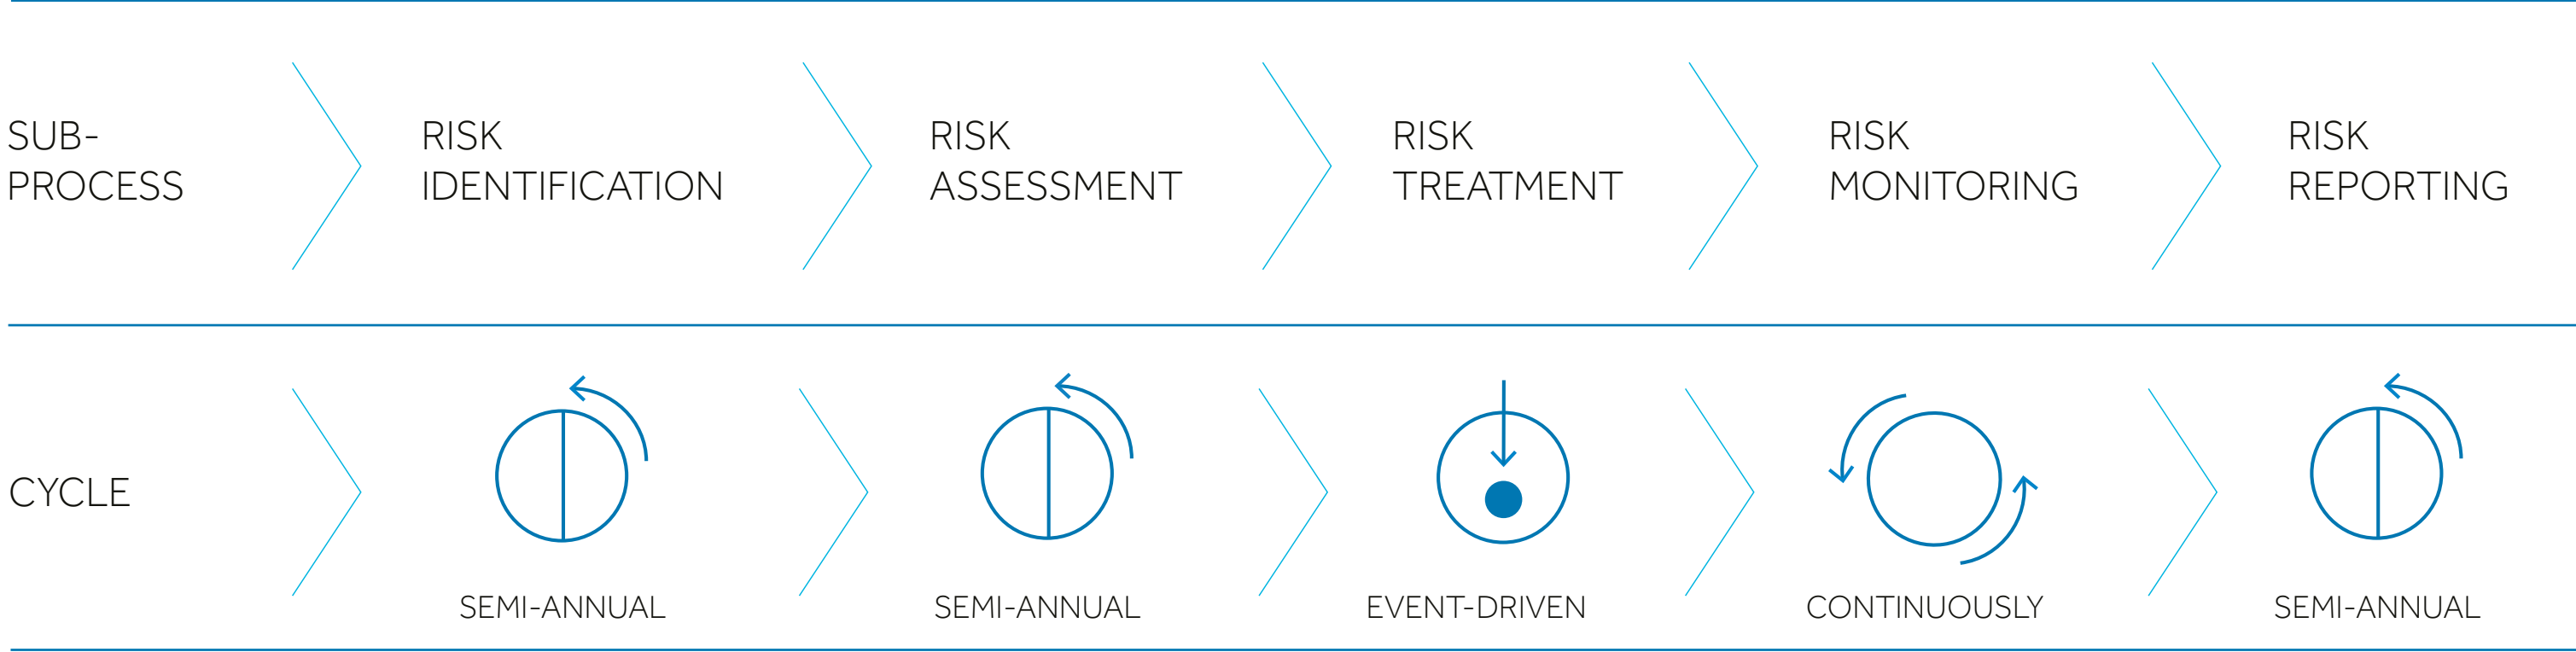 SUB-
PROCESS
RISK
IDENTIFICATION
RISK
ASSESSMENT
RISK
TREATMENT
RISK
MONITORING
RISK
REPORTING
CYCLE
SEMI-ANNUAL
SEMI-ANNUAL
EVENT-DRIVEN
CONTINUOUSLY
SEMI-ANNUAL